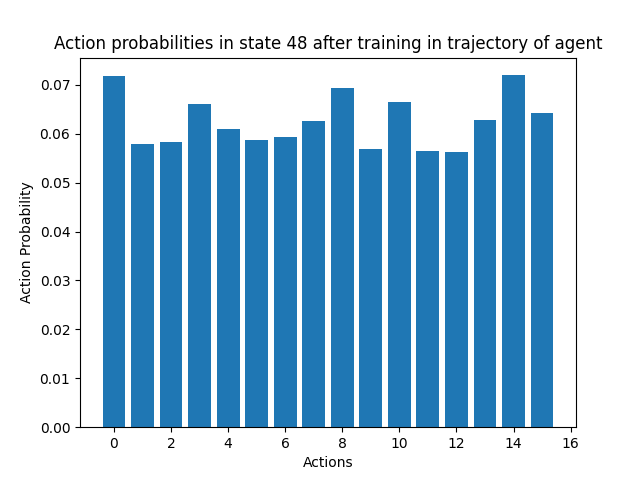 Action probabilities in state 48 after training in trajectory of agent
0.07
0.06
0.05
0.04
0.03
0.02
0.01
0.00
Action Probability
0 2 4 6 8 10 12 14 16
Actions